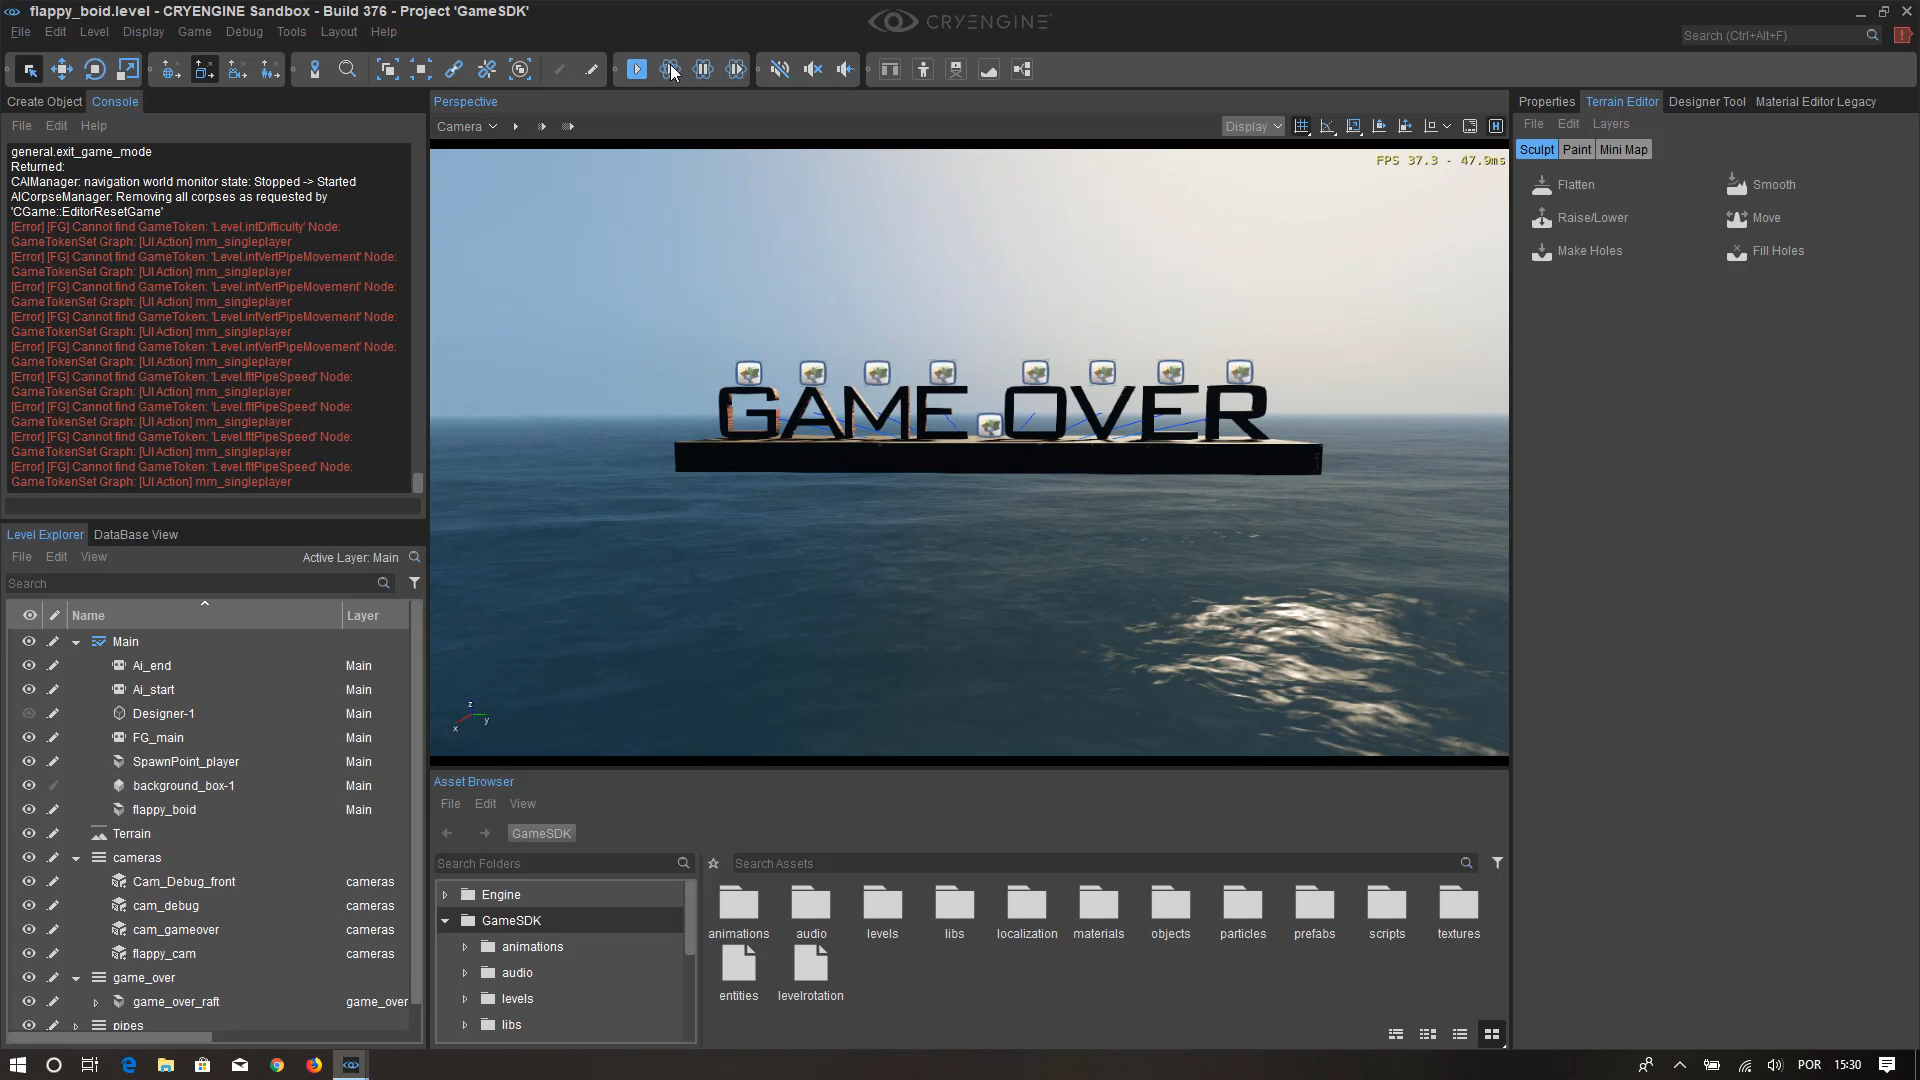 flappy_boid.level - CRYENGINE Sandbox - Build 376 - Project 'GameSDK'
CRYENGINE
File Edit Level Display Game Debug Tools Layout Help
Search (Ctrl+Alt+F)
Create Object Console
File Edit Help
general.exit_game_mode
Returned:
CAIManager: navigation world monitor state: Stopped -> Started
AICorpseManager: Removing all corpses as requested by
'CGame::EditorResetGame'
[Error] [FG] Cannot find GameToken: 'Level.intDifficulty' Node:
GameTokenSet Graph: [UI Action] mm_singleplayer
[Error] [FG] Cannot find GameToken: 'Level.intVertPipeMovement' Node:
GameTokenSet Graph: [UI Action] mm_singleplayer
[Error] [FG] Cannot find GameToken: 'Level.intVertPipeMovement' Node:
GameTokenSet Graph: [UI Action] mm_singleplayer
[Error] [FG] Cannot find GameToken: 'Level.intVertPipeMovement' Node:
GameTokenSet Graph: [UI Action] mm_singleplayer
[Error] [FG] Cannot find GameToken: 'Level.intVertPipeMovement' Node:
GameTokenSet Graph: [UI Action] mm_singleplayer
[Error] [FG] Cannot find GameToken: 'Level.fltPipeSpeed' Node:
GameTokenSet Graph: [UI Action] mm_singleplayer
[Error] [FG] Cannot find GameToken: 'Level.fltPipeSpeed' Node:
GameTokenSet Graph: [UI Action] mm_singleplayer
[Error] [FG] Cannot find GameToken: 'Level.fltPipeSpeed' Node:
GameTokenSet Graph: [UI Action] mm_singleplayer
[Error] [FG] Cannot find GameToken: 'Level.fltPipeSpeed' Node:
GameTokenSet Graph: [UI Action] mm_singleplayer
Level Explorer DataBase View
File Edit View Active Layer: Main
Search
Name Layer
Main
Ai_end Main
Ai_start Main
Designer-1 Main
FG_main Main
SpawnPoint_player Main
background_box-1 Main
flappy_boid Main
Terrain
cameras
Cam_Debug_front cameras
cam_debug cameras
cam_gameover cameras
flappy_cam cameras
game_over
game_over_raft game_over
pipes
Perspective
Camera Display
FPS 37.3 - 47.9ms
GAME OVER
z
y
x
Asset Browser
File Edit View
GameSDK
Search Folders
Search Assets
Engine
GameSDK
animations
audio
levels
libs
animations audio levels libs localization materials objects particles prefabs scripts textures
entities levelrotation
Properties Terrain Editor Designer Tool Material Editor Legacy
File Edit Layers
Sculpt Paint Mini Map
Flatten Smooth
Raise/Lower Move
Make Holes Fill Holes
POR 15:30